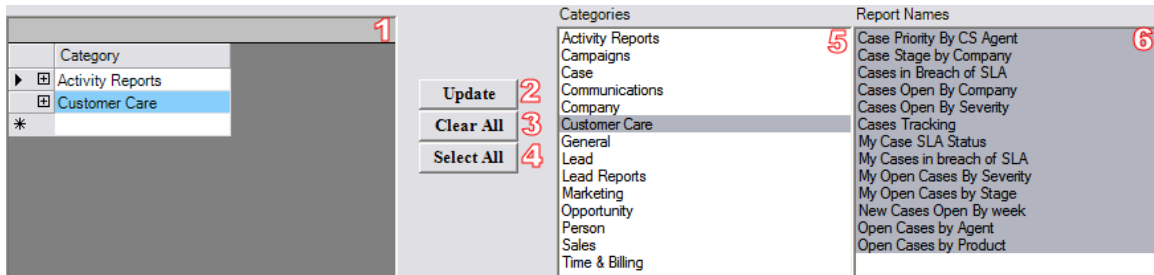 1
Category
Activity Reports
Customer Care
Update 2
Clear All 3
Select All 4
Categories
5
Activity Reports
Campaigns
Case
Communications
Company
Customer Care
General
Lead
Lead Reports
Marketing
Opportunity
Person
Sales
Time & Billing
Report Names
6
Case Priority By CS Agent
Case Stage by Company
Cases in Breach of SLA
Cases Open By Company
Cases Open By Severity
Cases Tracking
My Case SLA Status
My Cases in breach of SLA
My Open Cases By Severity
My Open Cases by Stage
New Cases Open By week
Open Cases by Agent
Open Cases by Product